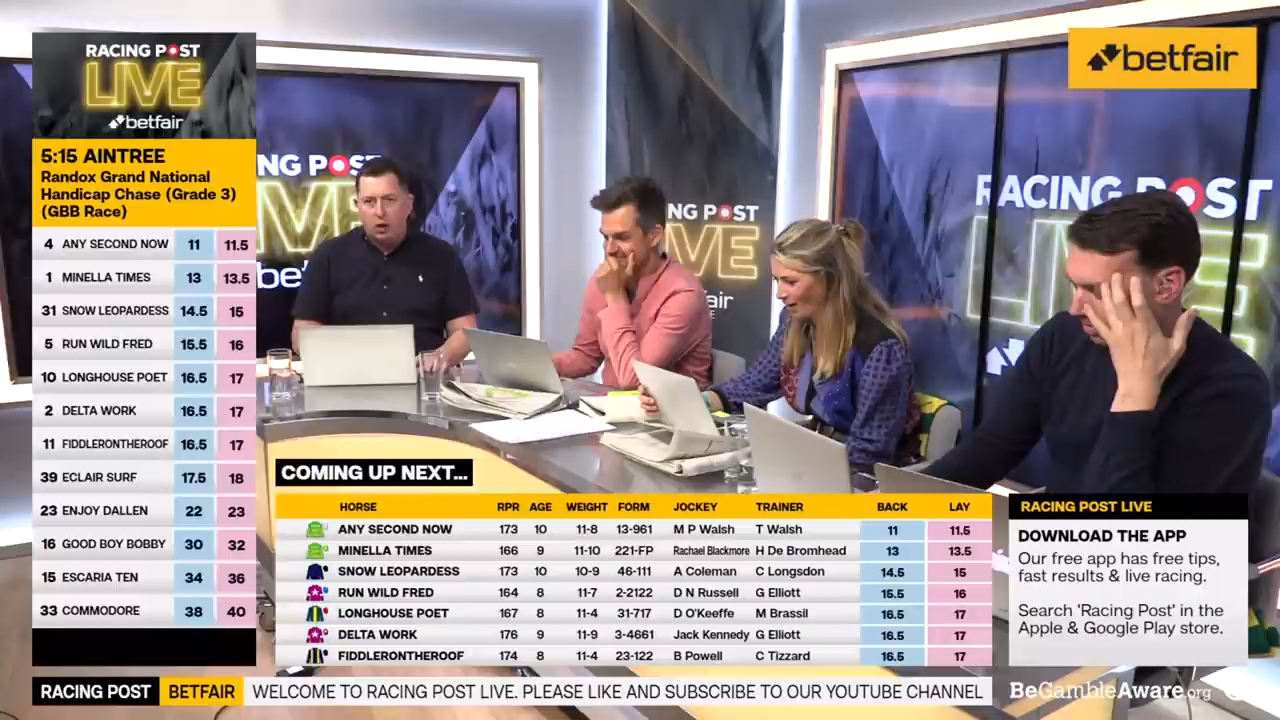 RACING POST
LIVE
betfair
5:15 AINTREE
Randox Grand National
Handicap Chase (Grade 3)
(GBB Race)
4 ANY SECOND NOW 11 11.5
1 MINELLA TIMES 13 13.5
31 SNOW LEOPARDESS 14.5 15
5 RUN WILD FRED 15.5 16
10 LONGHOUSE POET 16.5 17
2 DELTA WORK 16.5 17
11 FIDDLERONTHEROOF 16.5 17
39 ECLAIR SURF 17.5 18
23 ENJOY DALLEN 22 23
16 GOOD BOY BOBBY 30 32
15 ESCARIA TEN 34 36
33 COMMODORE 38 40
betfair
NG POST
bet
NG POST
LIVE
fair
RACING POST
LIVE
COMING UP NEXT...
HORSE RPR AGE WEIGHT FORM JOCKEY TRAINER BACK LAY
ANY SECOND NOW 173 10 11-8 13-961 M P Walsh T Walsh 11 11.5
MINELLA TIMES 166 9 11-10 221-FP Rachael Blackmore H De Bromhead 13 13.5
SNOW LEOPARDESS 173 10 10-9 46-111 A Coleman C Longsdon 14.5 15
RUN WILD FRED 164 8 11-7 2-2122 D N Russell G Elliott 15.5 16
LONGHOUSE POET 167 8 11-4 31-717 D O'Keeffe M Brassil 16.5 17
DELTA WORK 176 9 11-9 3-4661 Jack Kennedy G Elliott 16.5 17
FIDDLERONTHEROOF 174 8 11-4 23-122 B Powell C Tizzard 16.5 17
RACING POST LIVE
DOWNLOAD THE APP
Our free app has free tips,
fast results & live racing.
Search 'Racing Post' in the
Apple & Google Play store.
RACING POST BETFAIR WELCOME TO RACING POST LIVE. PLEASE LIKE AND SUBSCRIBE TO OUR YOUTUBE CHANNEL
BeGambleAware.org